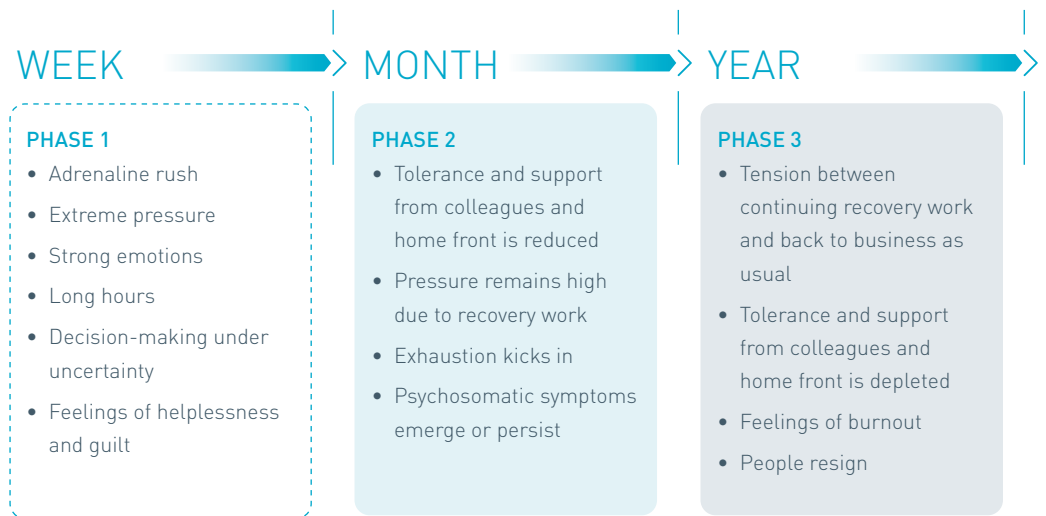 WEEK
MONTH
YEAR
PHASE 1
• Adrenaline rush
• Extreme pressure
• Strong emotions
• Long hours
• Decision-making under
uncertainty
• Feelings of helplessness
and guilt
PHASE 2
• Tolerance and support
from colleagues and
home front is reduced
• Pressure remains high
due to recovery work
• Exhaustion kicks in
• Psychosomatic symptoms
emerge or persist
PHASE 3
• Tension between
continuing recovery work
and back to business as
usual
• Tolerance and support
from colleagues and
home front is depleted
• Feelings of burnout
• People resign